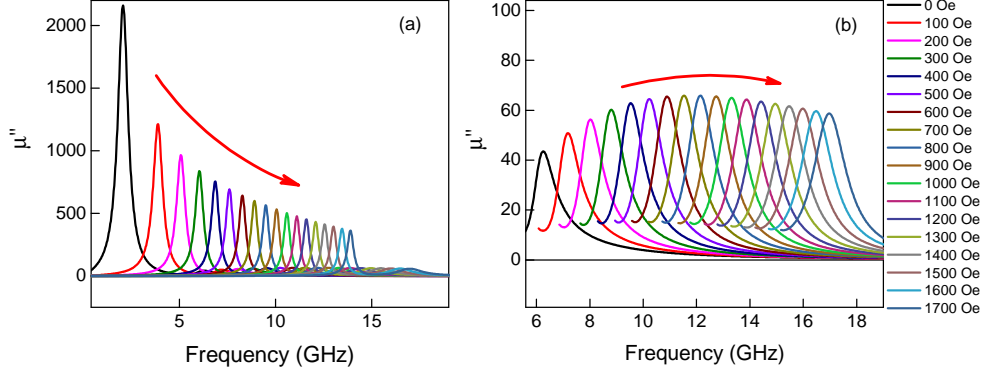 (a)
2000
1500
1000
500
0
μ"
5
10
15
Frequency (GHz)
(b)
100
80
60
40
20
0
μ"
6
8
10
12
14
16
18
Frequency (GHz)
0 Oe
100 Oe
200 Oe
300 Oe
400 Oe
500 Oe
600 Oe
700 Oe
800 Oe
900 Oe
1000 Oe
1100 Oe
1200 Oe
1300 Oe
1400 Oe
1500 Oe
1600 Oe
1700 Oe